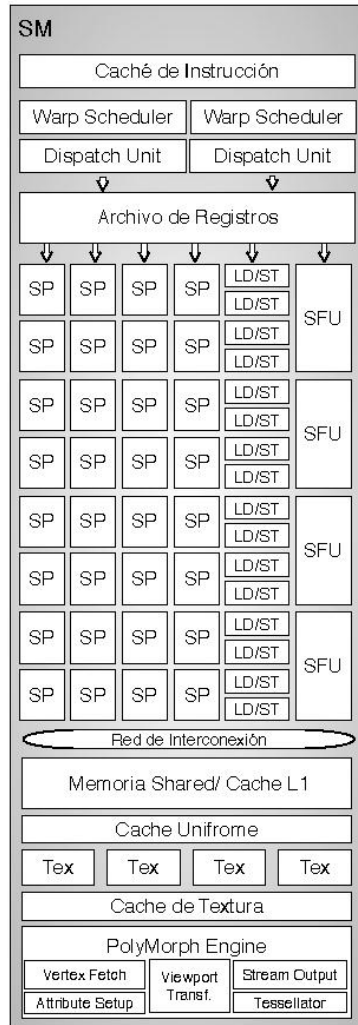 SM
Caché de Instrucción
Warp Scheduler Warp Scheduler
Dispatch Unit Dispatch Unit
Archivo de Registros
SP SP SP SP LD/ST SFU
LD/ST
SP SP SP SP LD/ST
LD/ST
SP SP SP SP LD/ST SFU
LD/ST
SP SP SP SP LD/ST
LD/ST
SP SP SP SP LD/ST SFU
LD/ST
SP SP SP SP LD/ST
LD/ST
SP SP SP SP LD/ST SFU
LD/ST
SP SP SP SP LD/ST
LD/ST
Red de Interconexión
Memoria Shared/ Cache L1
Cache Unifrome
Tex Tex Tex Tex
Cache de Textura
PolyMorph Engine
Vertex Fetch Viewport Transf. Stream Output
Attribute Setup Tessellator